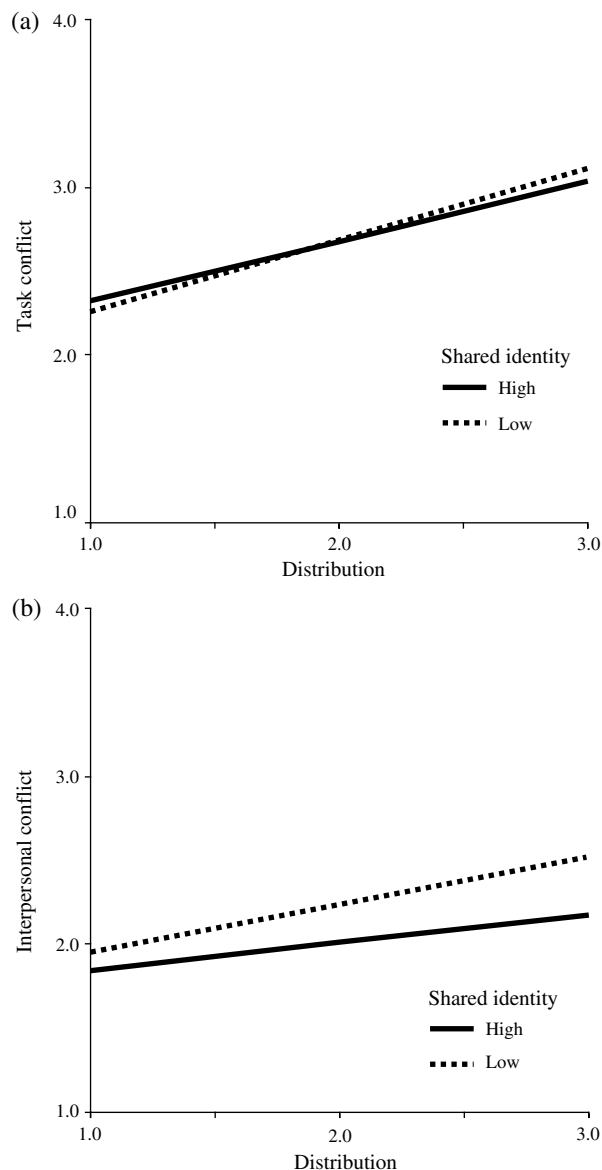 (a)
4.0
3.0
Task conflict
2.0
Shared identity
High
Low
1.0
1.0 2.0 3.0
Distribution
(b)
4.0
3.0
Interpersonal conflict
2.0
Shared identity
High
Low
1.0
1.0 2.0 3.0
Distribution